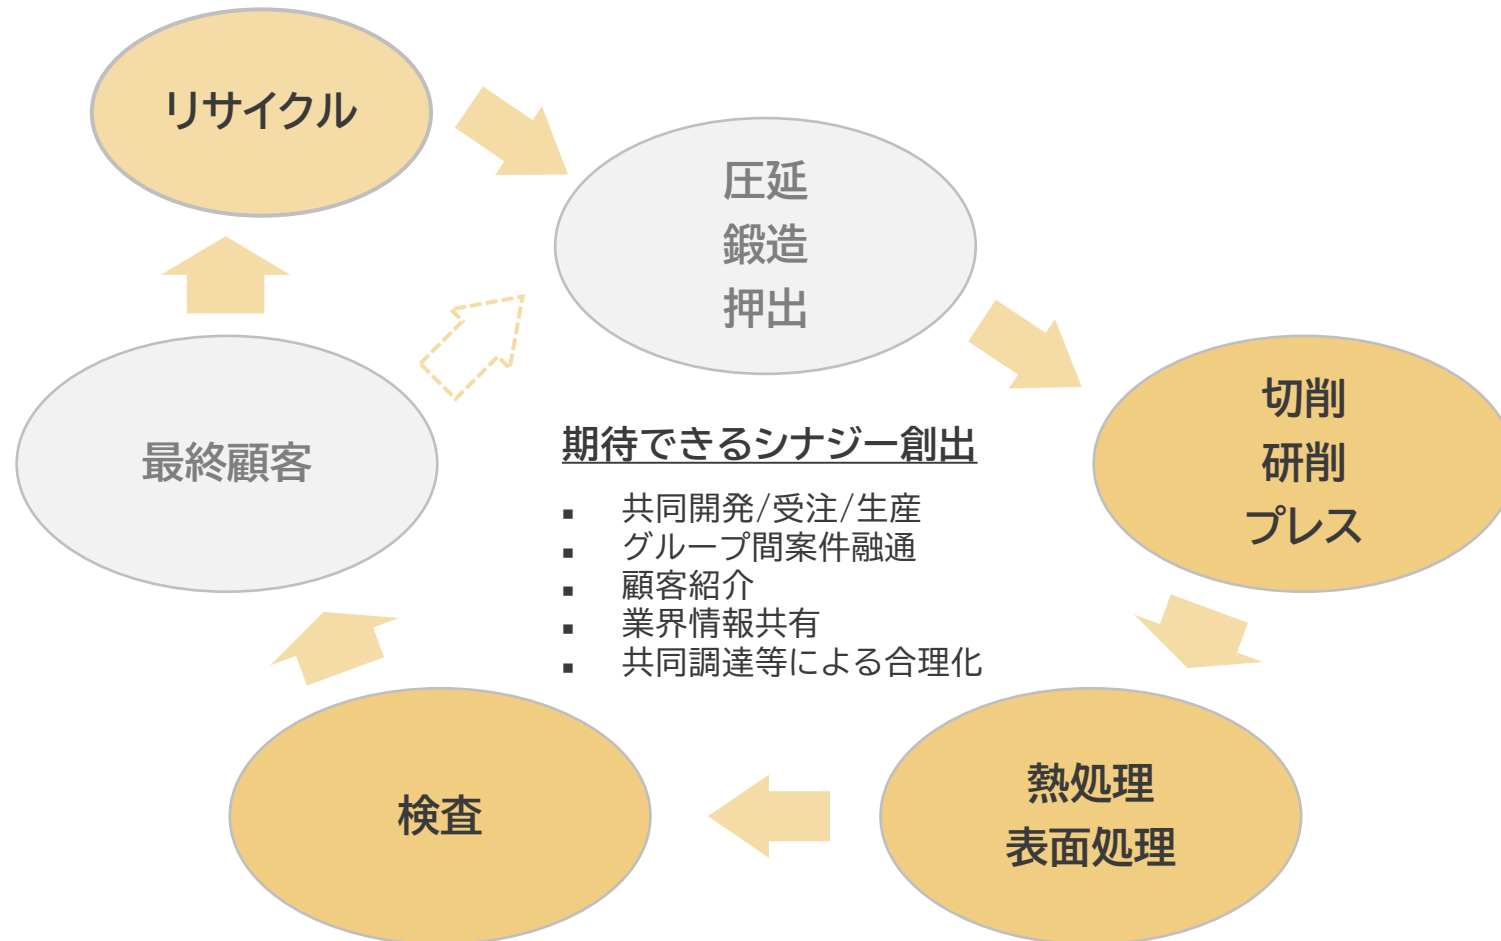 リサイクル
圧延
鍛造
押出
切削
研削
プレス
熱処理
表面処理
検査
最終顧客
期待できるシナジー創出
▪ 共同開発/受注/生産
▪ グループ間案件融通
▪ 顧客紹介
▪ 業界情報共有
▪ 共同調達等による合理化